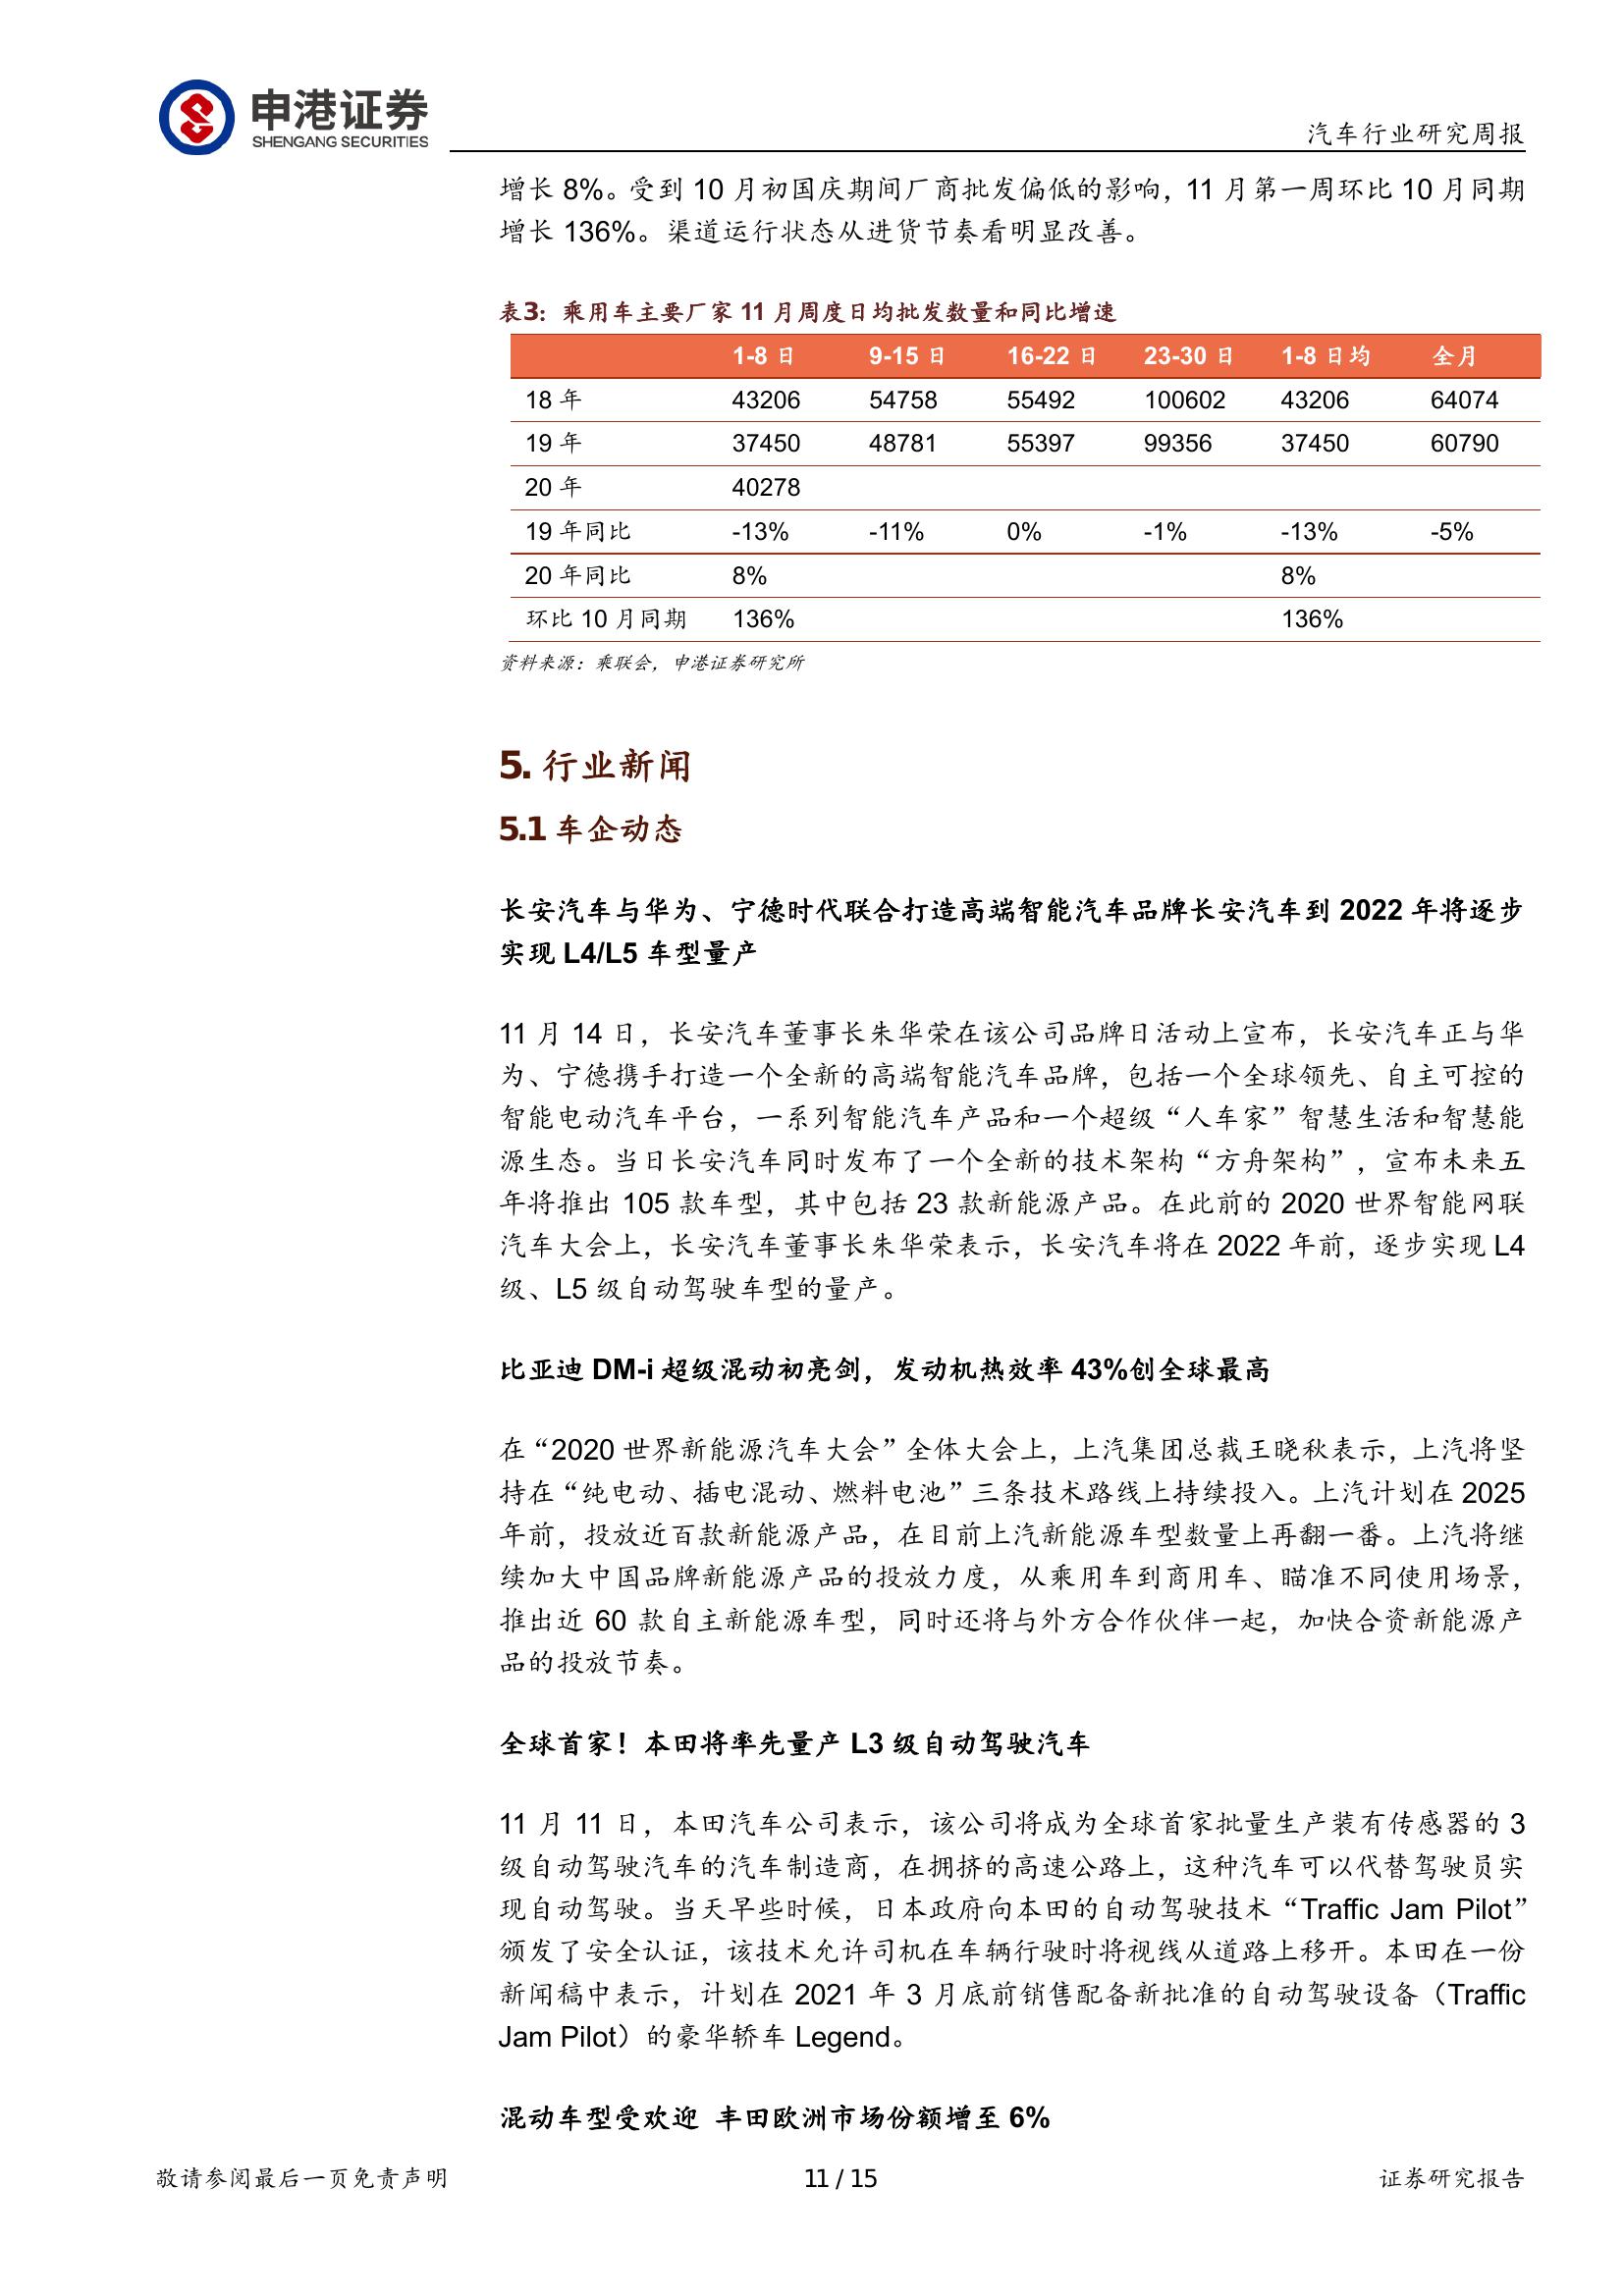 申港证券
SHENGANG SECURITIES
汽车行业研究周报
增长 8%。受到 10 月初国庆期间厂商批发偏低的影响，11 月第一周环比 10 月同期
增长 136%。渠道运行状态从进货节奏看明显改善。
表3：乘用车主要厂家 11 月周度日均批发数量和同比增速
1-8 日 9-15 日 16-22 日 23-30 日 1-8 日均 全月
18 年 43206 54758 55492 100602 43206 64074
19 年 37450 48781 55397 99356 37450 60790
20 年 40278
19 年同比 -13% -11% 0% -1% -13% -5%
20 年同比 8% 8%
环比 10 月同期 136% 136%
资料来源：乘联会，申港证券研究所
5. 行业新闻
5.1 车企动态
长安汽车与华为、宁德时代联合打造高端智能汽车品牌长安汽车到 2022 年将逐步
实现 L4/L5 车型量产
11 月 14 日，长安汽车董事长朱华荣在该公司品牌日活动上宣布，长安汽车正与华
为、宁德携手打造一个全新的高端智能汽车品牌，包括一个全球领先、自主可控的
智能电动汽车平台，一系列智能汽车产品和一个超级“人车家”智慧生活和智慧能
源生态。当日长安汽车同时发布了一个全新的技术架构“方舟架构”，宣布未来五
年将推出 105 款车型，其中包括 23 款新能源产品。在此前的 2020 世界智能网联
汽车大会上，长安汽车董事长朱华荣表示，长安汽车将在 2022 年前，逐步实现 L4
级、L5 级自动驾驶车型的量产。
比亚迪 DM-i 超级混动初亮剑，发动机热效率 43%创全球最高
在“2020 世界新能源汽车大会”全体大会上，上汽集团总裁王晓秋表示，上汽将坚
持在“纯电动、插电混动、燃料电池”三条技术路线上持续投入。上汽计划在 2025
年前，投放近百款新能源产品，在目前上汽新能源车型数量上再翻一番。上汽将继
续加大中国品牌新能源产品的投放力度，从乘用车到商用车、瞄准不同使用场景，
推出近 60 款自主新能源车型，同时还将与外方合作伙伴一起，加快合资新能源产
品的投放节奏。
全球首家！本田将率先量产 L3 级自动驾驶汽车
11 月 11 日，本田汽车公司表示，该公司将成为全球首家批量生产装有传感器的 3
级自动驾驶汽车的汽车制造商，在拥挤的高速公路上，这种汽车可以代替驾驶员实
现自动驾驶。当天早些时候，日本政府向本田的自动驾驶技术“Traffic Jam Pilot”
颁发了安全认证，该技术允许司机在车辆行驶时将视线从道路上移开。本田在一份
新闻稿中表示，计划在 2021 年 3 月底前销售配备新批准的自动驾驶设备（Traffic
Jam Pilot）的豪华轿车 Legend。
混动车型受欢迎 丰田欧洲市场份额增至 6%
敬请参阅最后一页免责声明 11 / 15 证券研究报告